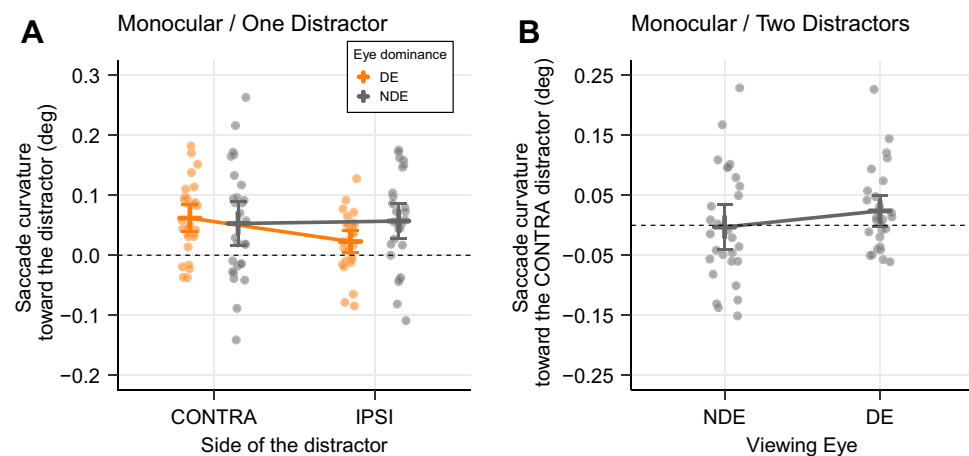 A
Monocular / One Distractor
Eye dominance
DE
NDE
Saccade curvature
toward the distractor (deg)
0.3
0.2
0.1
0.0
−0.1
−0.2
CONTRA
IPSI
Side of the distractor
B
Monocular / Two Distractors
Saccade curvature
toward the CONTRA distractor (deg)
0.25
0.15
0.05
−0.05
−0.15
−0.25
NDE
DE
Viewing Eye